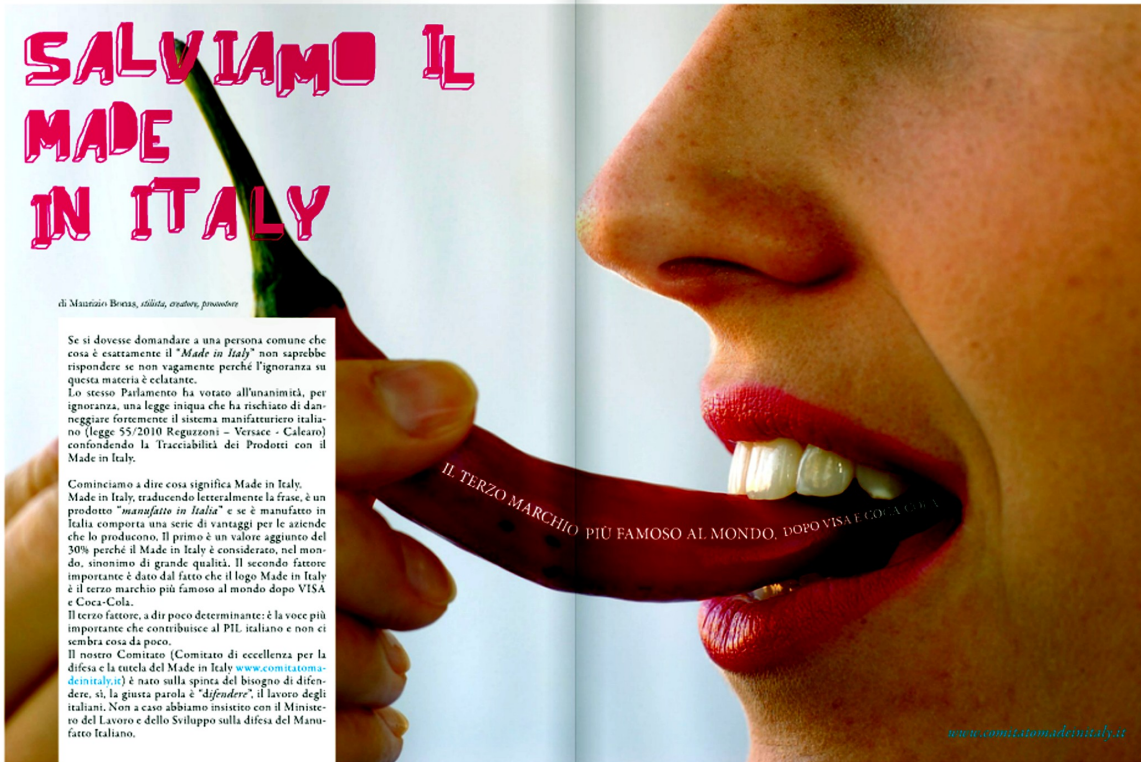 SALVIAMO IL
MADE
IN ITALY
di Maurizio Bonas, stilista, creatore, promotore
Se si dovesse domandare a una persona comune che
cosa è esattamente il "Made in Italy" non saprebbe
rispondere se non vagamente perché l'ignoranza su
questa materia è eclatante.
Lo stesso Parlamento ha votato all'unanimità, per
ignoranza, una legge iniqua che ha rischiato di dan-
neggiare fortemente il sistema manifatturiero italia-
no (legge 55/2010 Reguzzoni – Versace - Calearo)
confondendo la Tracciabilità dei Prodotti con il
Made in Italy.
Cominciamo a dire cosa significa Made in Italy.
Made in Italy, traducendo letteralmente la frase, è un
prodotto "manufatto in Italia" e se è manufatto in
Italia comporta una serie di vantaggi per le aziende
che lo producono. Il primo è un valore aggiunto del
30% perché il Made in Italy è considerato, nel mon-
do, sinonimo di grande qualità. Il secondo fattore
importante è dato dal fatto che il logo Made in Italy
è il terzo marchio più famoso al mondo dopo VISA
e Coca-Cola.
Il terzo fattore, a dir poco determinante: è la voce più
importante che contribuisce al PIL italiano e non ci
sembra cosa da poco.
Il nostro Comitato (Comitato di eccellenza per la
difesa e la tutela del Made in Italy www.comitatoma-
deinitaly.it) è nato sulla spinta del bisogno di difen-
dere, sì, la giusta parola è "difendere", il lavoro degli
italiani. Non a caso abbiamo insistito con il Ministe-
ro del Lavoro e dello Sviluppo sulla difesa del Manu-
fatto Italiano.
IL TERZO MARCHIO PIÙ FAMOSO AL MONDO, DOPO VISA E COCA-COLA
www.comitatomadeinitaly.it